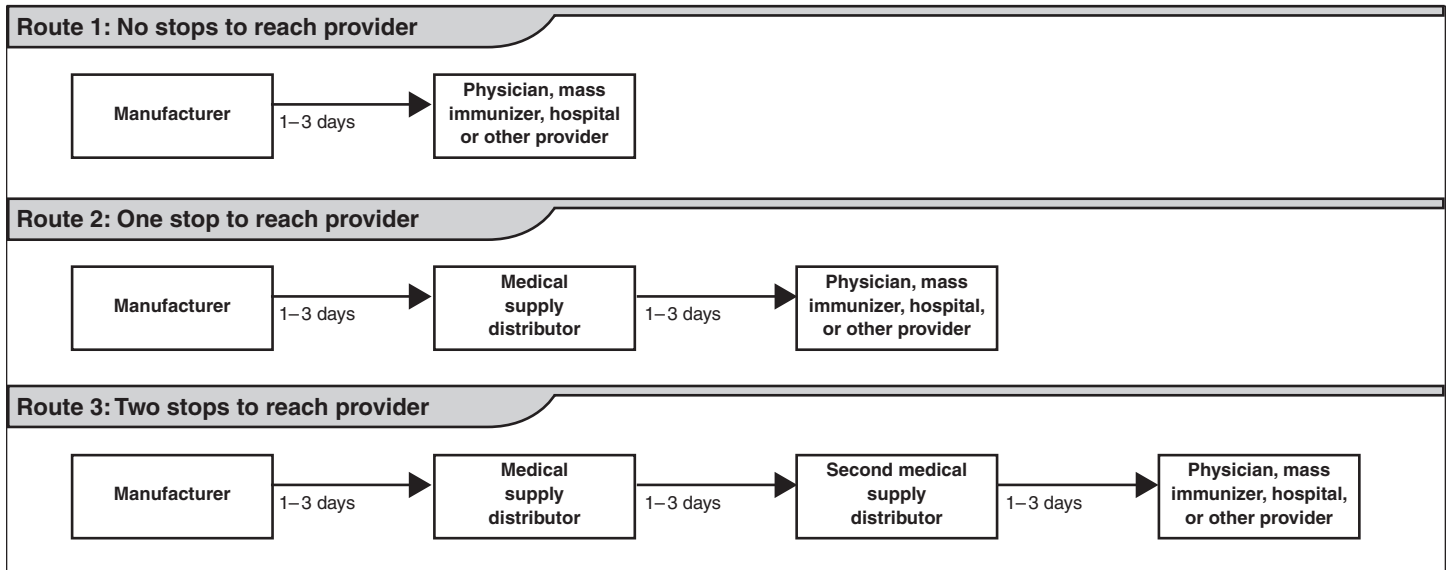 Route 1: No stops to reach provider
Manufacturer
1–3 days
Physician, mass
immunizer, hospital
or other provider
Route 2: One stop to reach provider
Manufacturer
1–3 days
Medical
supply
distributor
1–3 days
Physician, mass
immunizer, hospital,
or other provider
Route 3: Two stops to reach provider
Manufacturer
1–3 days
Medical
supply
distributor
1–3 days
Second medical
supply
distributor
1–3 days
Physician, mass
immunizer, hospital,
or other provider